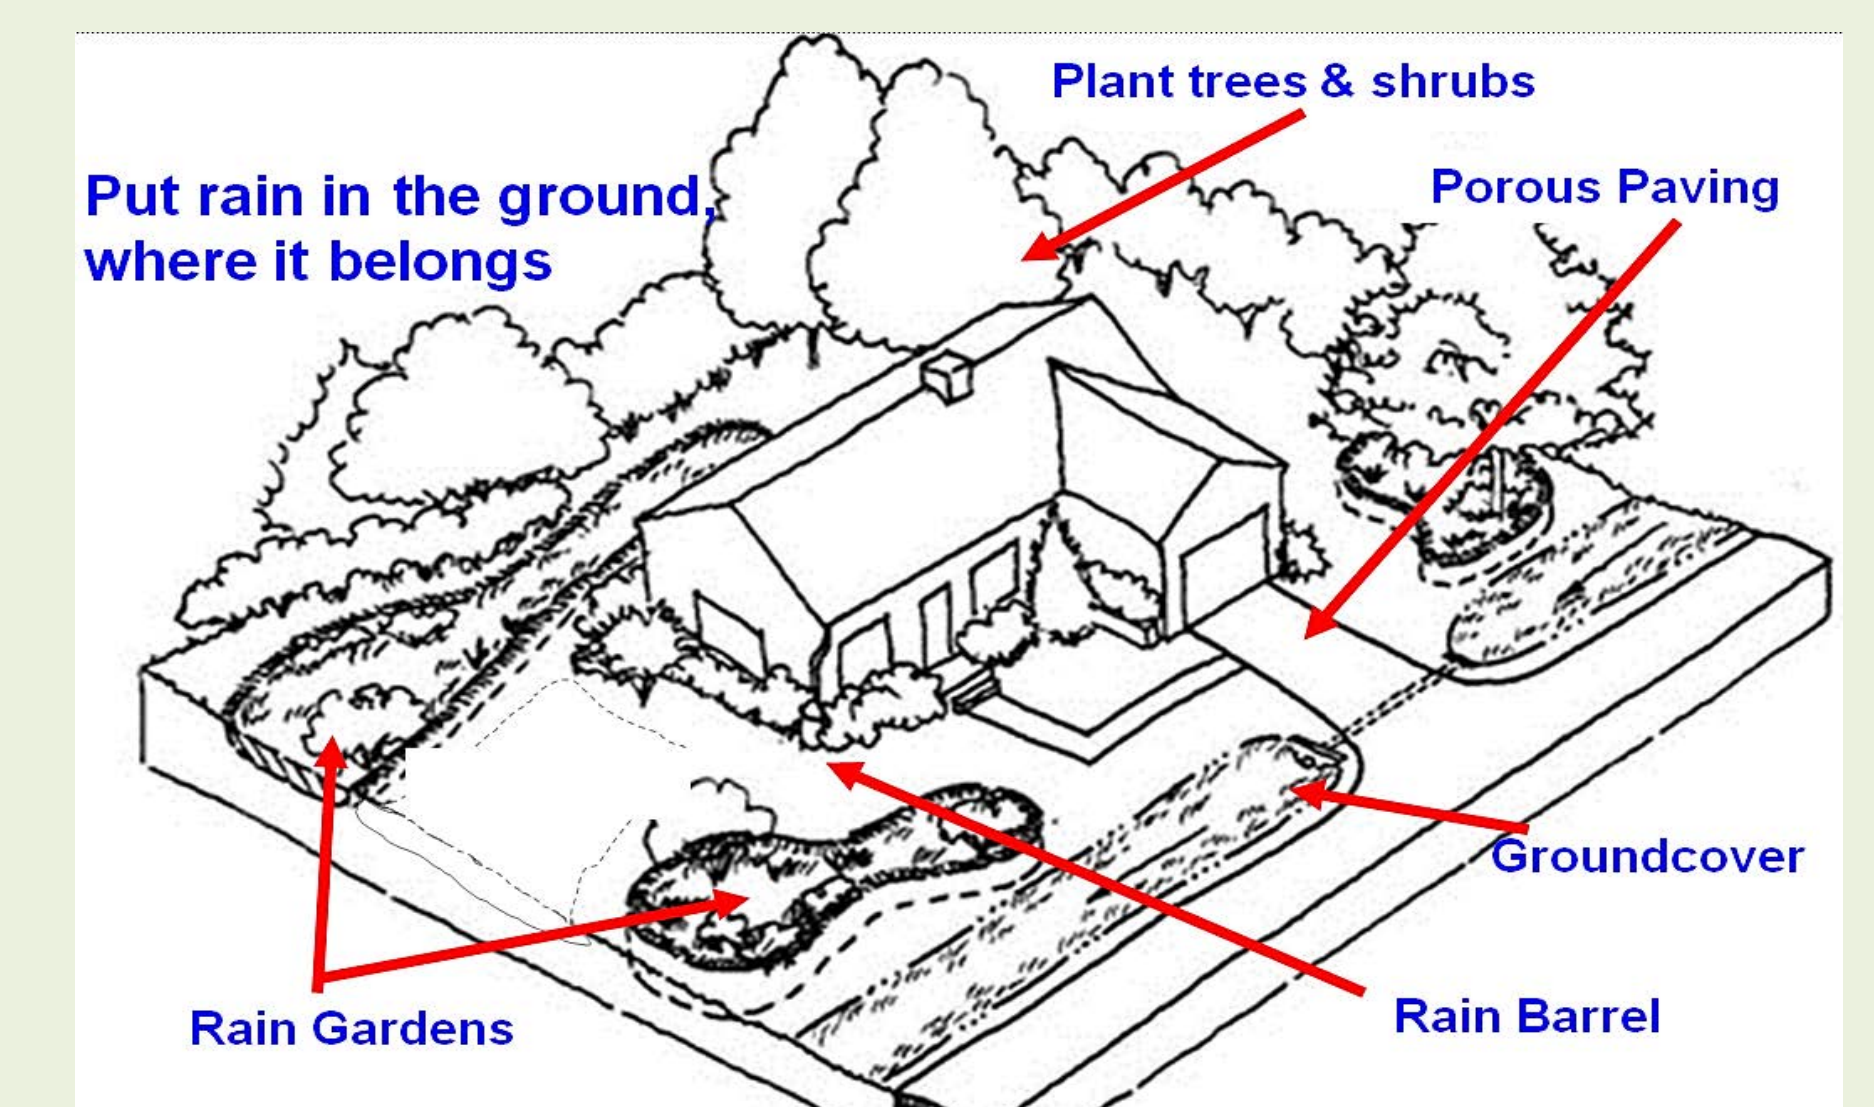 Plant trees & shrubs
Porous Paving
Put rain in the ground,
where it belongs
Groundcover
Rain Barrel
Rain Gardens